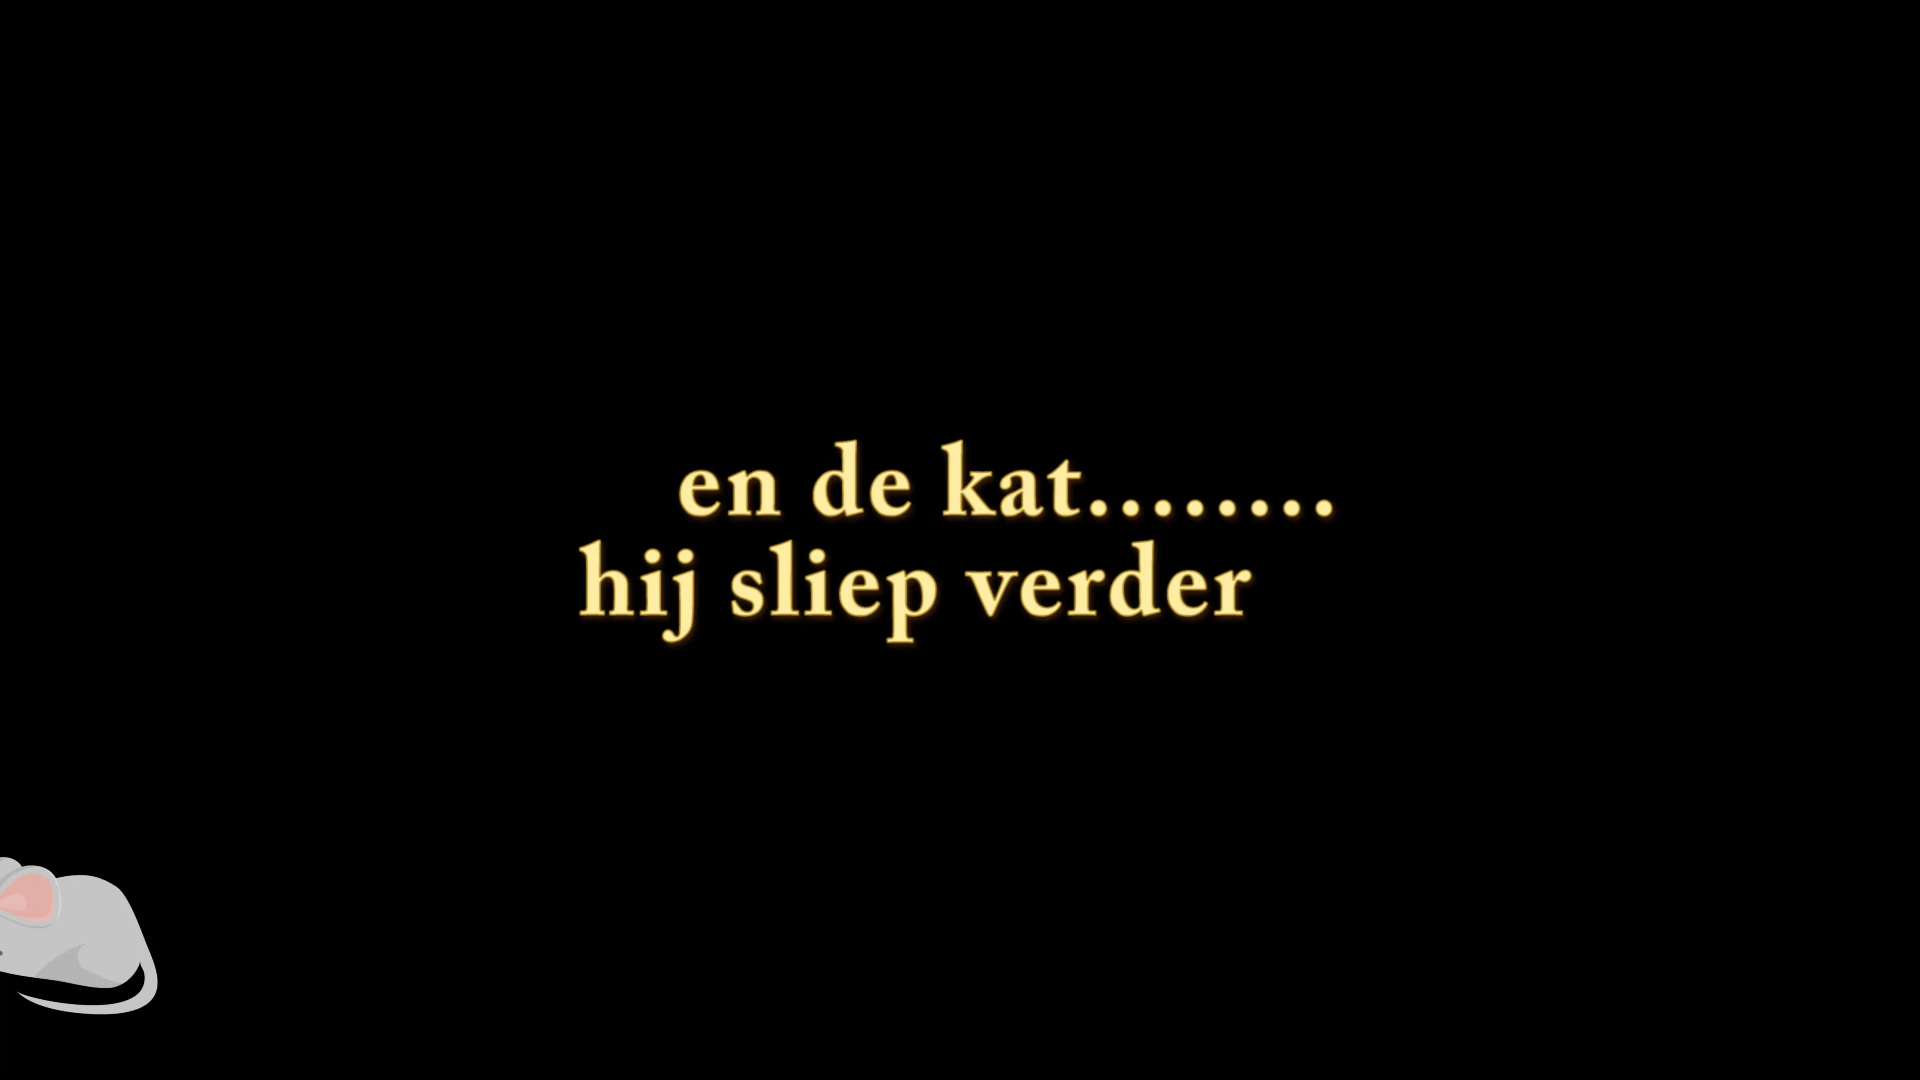 en de kat........
hij sliep verder